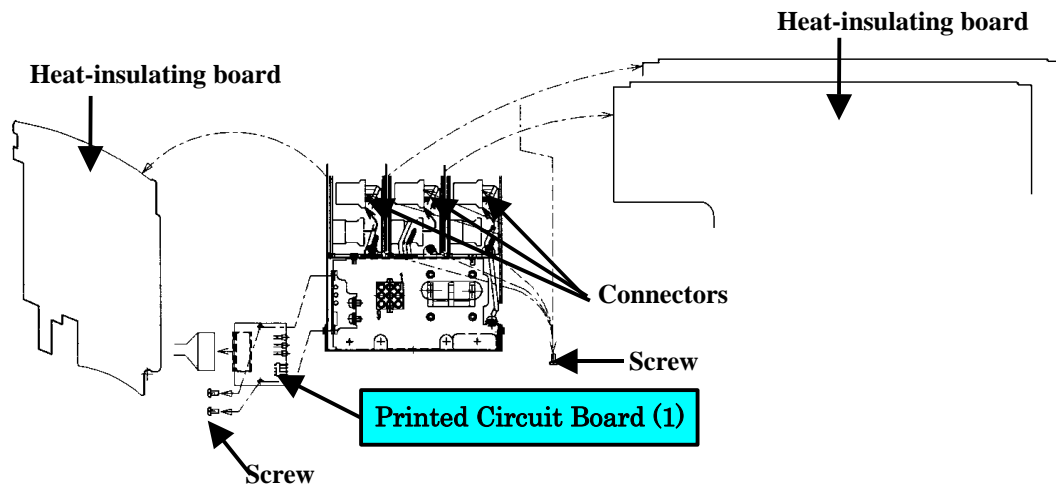 Heat-insulating board
Heat-insulating board
Connectors
Screw
Printed Circuit Board (1)
Screw